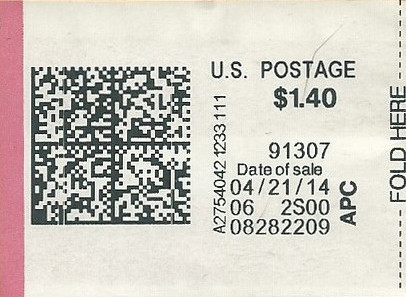 U.S. POSTAGE
$1.40
91307
Date of sale
04/21/14
06 2S00
08282209
APC
A2754042 1233 111
FOLD HERE